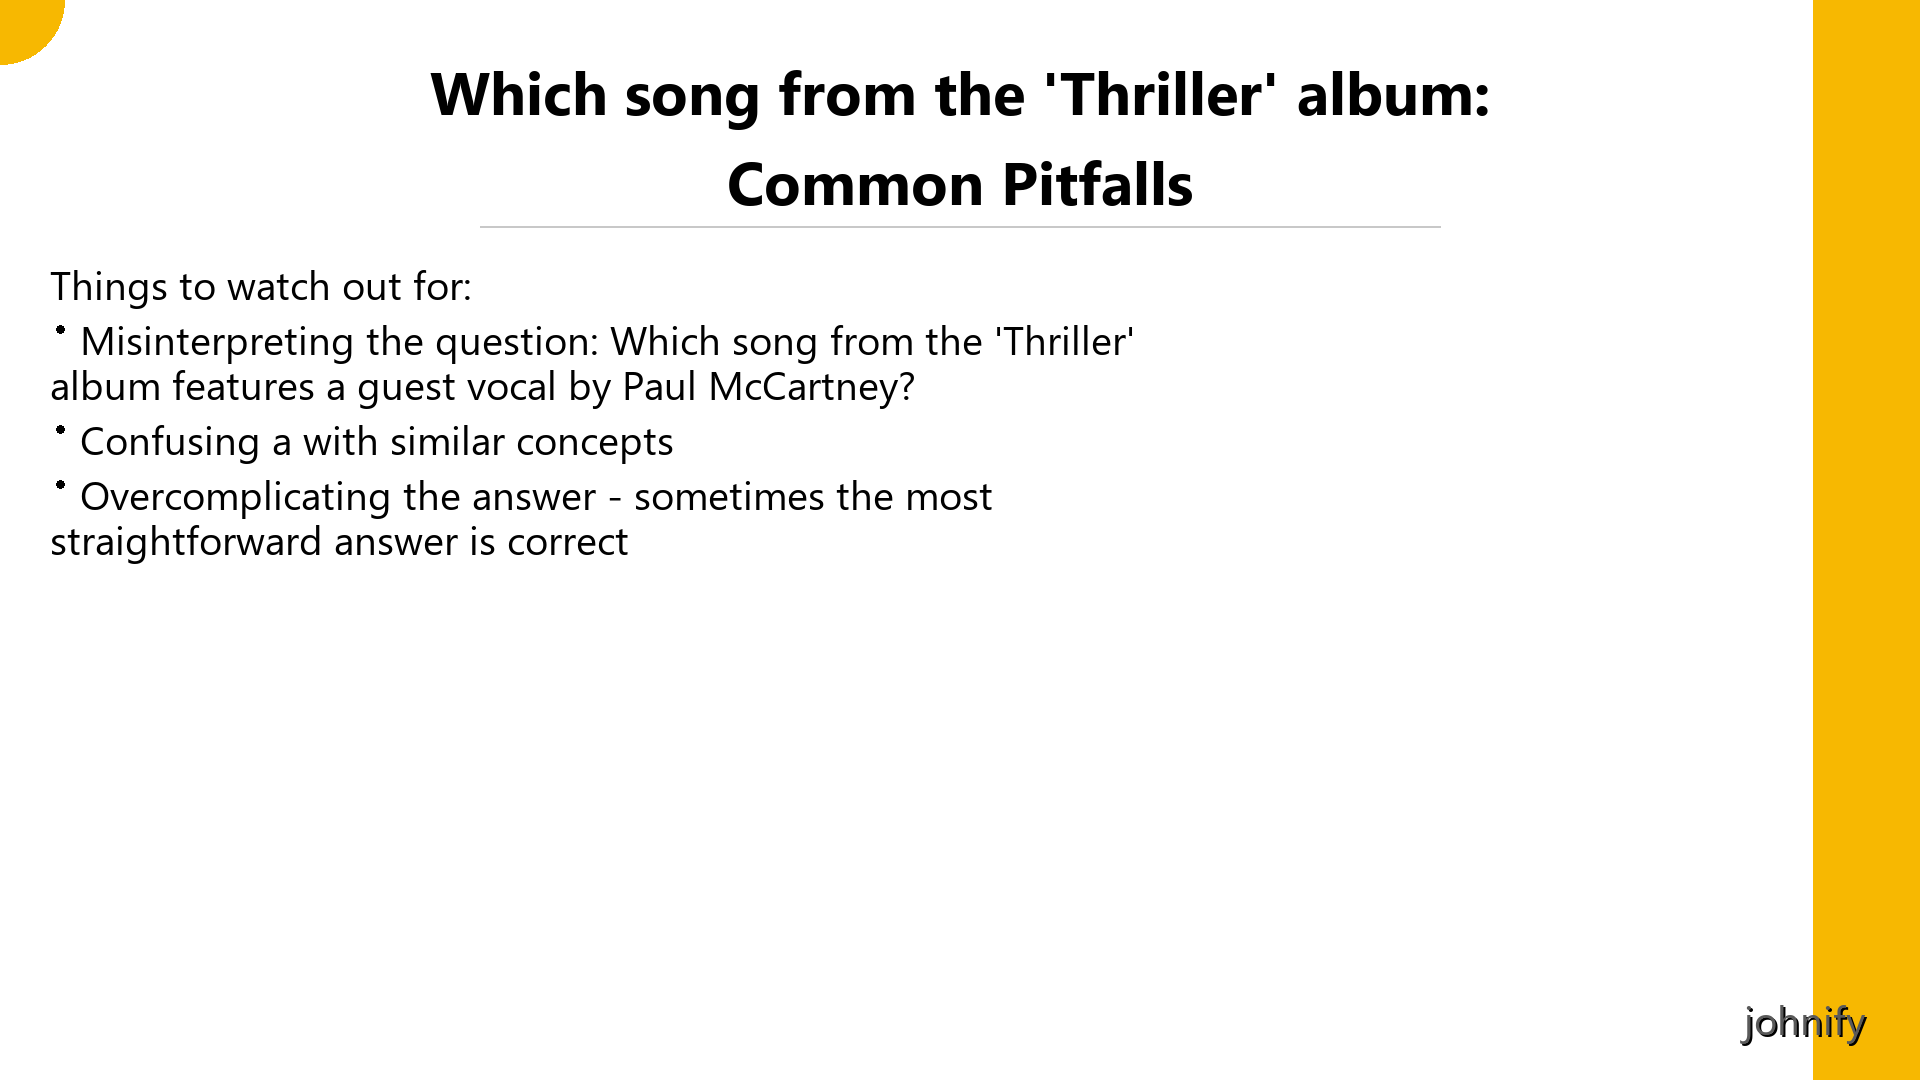 Which song from the 'Thriller' album:
Common Pitfalls
Things to watch out for:
• Misinterpreting the question: Which song from the 'Thriller'
album features a guest vocal by Paul McCartney?
• Confusing a with similar concepts
• Overcomplicating the answer - sometimes the most
straightforward answer is correct
johnify